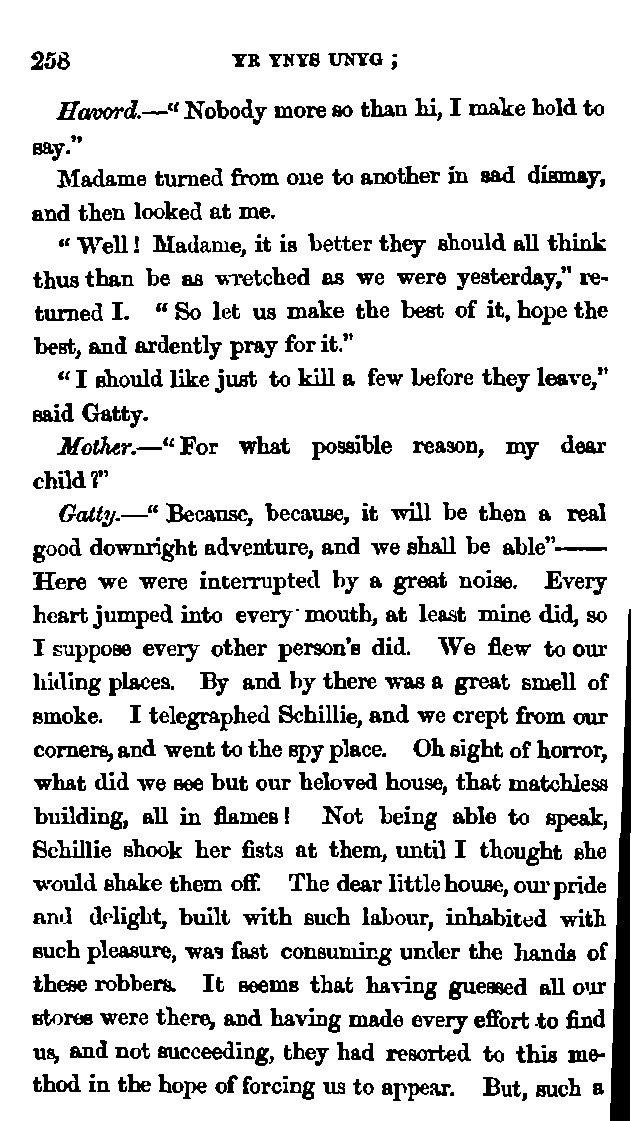 258 YR YNYS UNYG ;
Havord.—“ Nobody more so than hi, I make bold to
say.”
Madame turned from one to another in sad dismay,
and then looked at me.
“ Well ! Madame, it is better they should all think
thus than be as wretched as we were yesterday,” re-
turned I. “ So let us make the best of it, hope the
best, and ardently pray for it.”
“ I should like just to kill a few before they leave,”
said Gatty.
Mother.—“ For what possible reason, my dear
child ?”
Gatty.—“ Because, because, it will be then a real
good downright adventure, and we shall be able”——
Here we were interrupted by a great noise. Every
heart jumped into every mouth, at least mine did, so
I suppose every other person’s did. We flew to our
hiding places. By and by there was a great smell of
smoke. I telegraphed Schillie, and we crept from our
corners, and went to the spy place. Oh sight of horror,
what did we see but our beloved house, that matchless
building, all in flames ! Not being able to speak,
Schillie shook her fists at them, until I thought she
would shake them off. The dear little house, our pride
and delight, built with such labour, inhabited with
such pleasure, was fast consuming under the hands of
these robbers. It seems that having guessed all our
stores were there, and having made every effort to find
us, and not succeeding, they had resorted to this me-
thod in the hope of forcing us to appear. But, such a